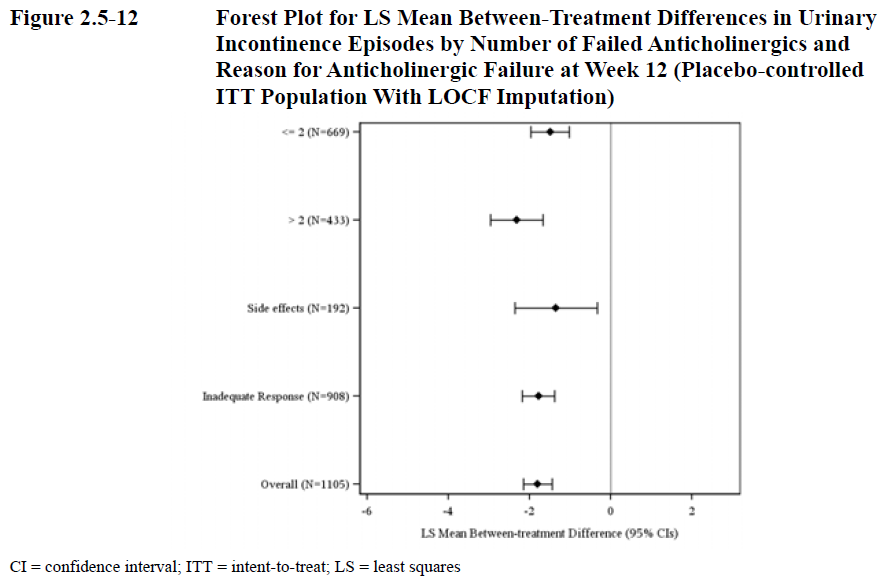 Figure 2.5-12 Forest Plot for LS Mean Between-Treatment Differences in Urinary
Incontinence Episodes by Number of Failed Anticholinergics and
Reason for Anticholinergic Failure at Week 12 (Placebo-controlled
ITT Population With LOCF Imputation)
<= 2 (N=669)
> 2 (N=433)
Side effects (N=192)
Inadequate Response (N=908)
Overall (N=1105)
-6 -4 -2 0 2
LS Mean Between-treatment Difference (95% CIs)
CI = confidence interval; ITT = intent-to-treat; LS = least squares